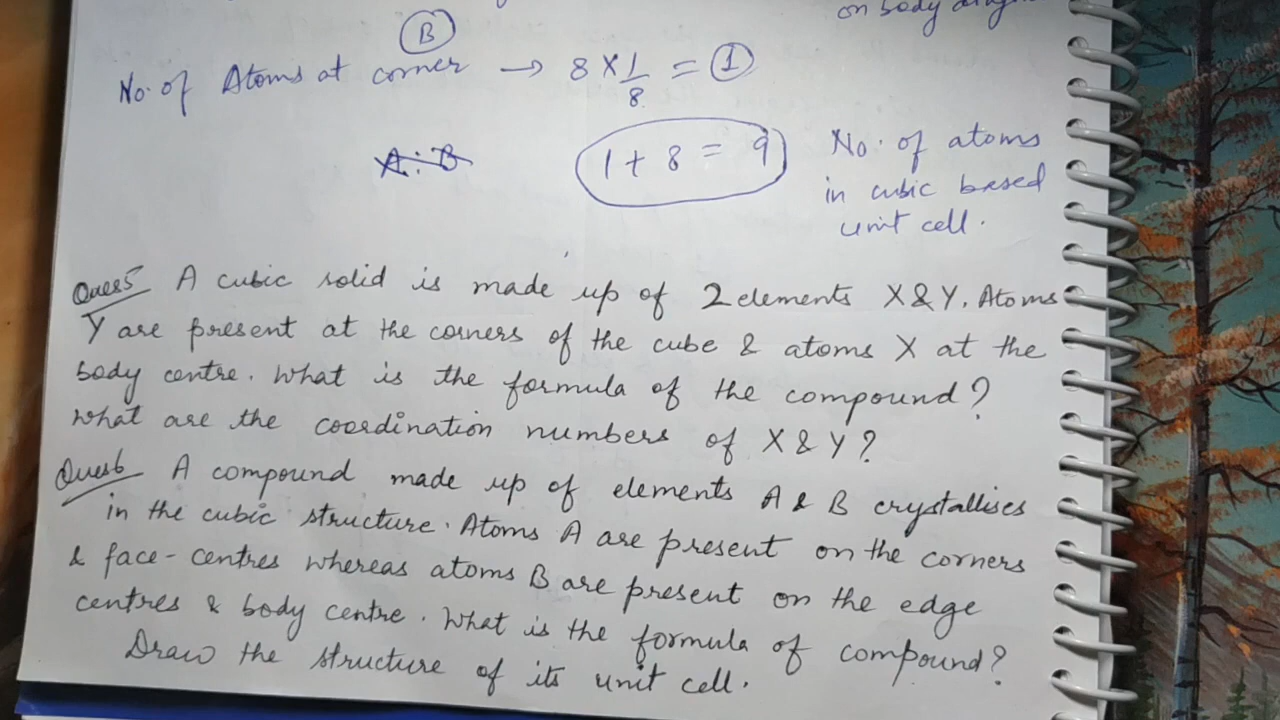 on body
B
No. of Atoms at corner → 8 × 1/8 = 1
A:B
1 + 8 = 9
No. of atoms
in cubic based
unit cell.
Ques5 A cubic solid is made up of 2 elements X & Y. Atoms
Y are present at the corners of the cube & atoms X at the
body centre. What is the formula of the compound?
What are the coordination numbers of X & Y?
Ques6 A compound made up of elements A & B crystallises
in the cubic structure. Atoms A are present on the corners
& face-centres whereas atoms B are present on the edge
centres & body centre. What is the formula of compound?
Draw the structure of its unit cell.